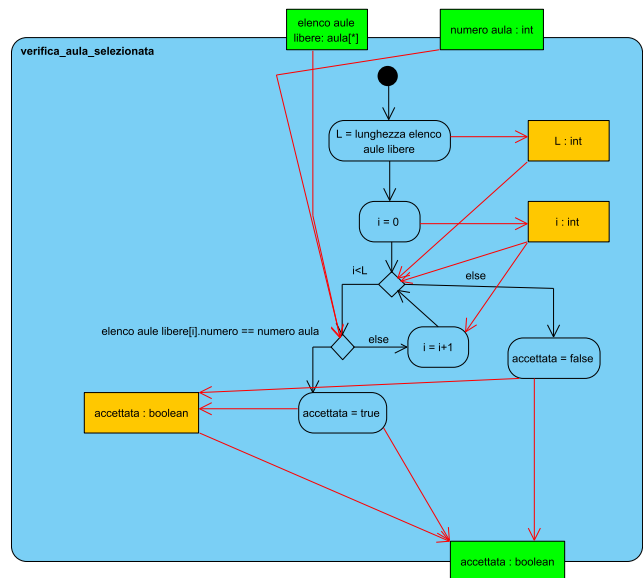 elenco aule
libere: aula[*]
numero aula : int
verifica_aula_selezionata
L = lunghezza elenco
aule libere
L : int
i = 0
i : int
i<L
else
elenco aule libere[i].numero == numero aula
else
i = i+1
accettata = false
accettata : boolean
accettata = true
accettata : boolean